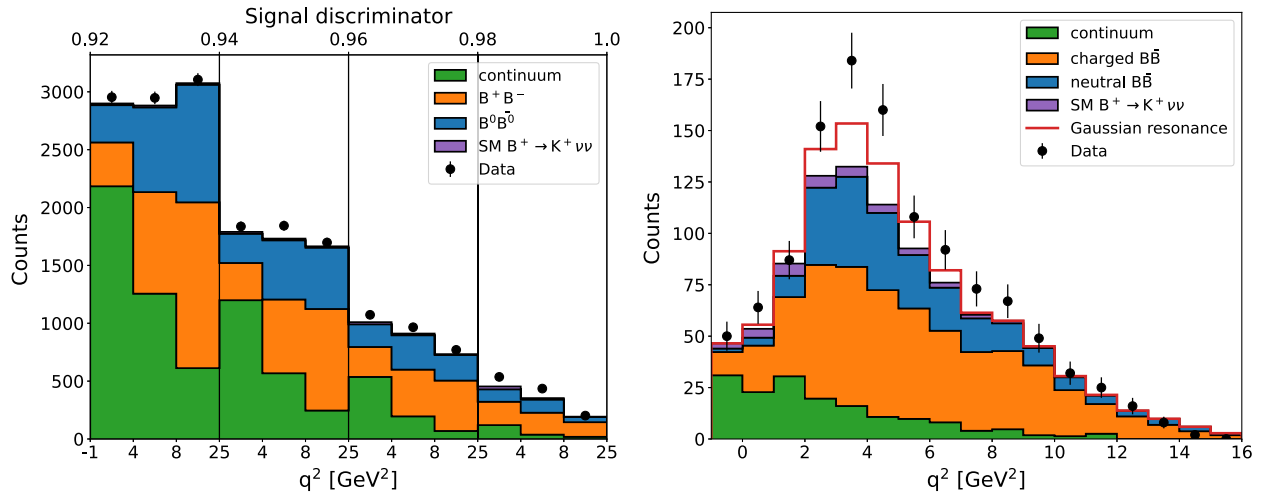 Signal discriminator
0.92 0.94 0.96 0.98 1.0
3000
2500
2000
1500
1000
500
0
Counts
continuum
B⁺B⁻
B⁰B̄⁰
SM B⁺ → K⁺νν
Data
-1 4 8 25 4 8 25 4 8 25 4 8 25
q² [GeV²]
200
175
150
125
100
75
50
25
0
Counts
continuum
charged BB̄
neutral BB̄
SM B⁺ → K⁺νν
Gaussian resonance
Data
0 2 4 6 8 10 12 14 16
q² [GeV²]